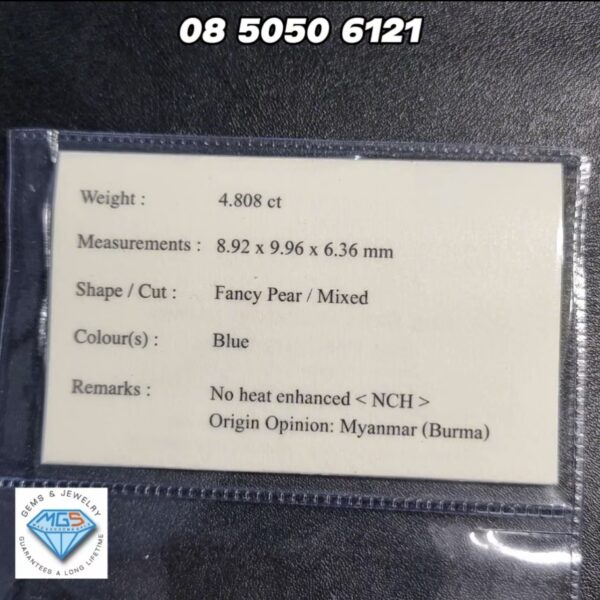 08 5050 6121
Weight : 4.808 ct
Measurements : 8.92 x 9.96 x 6.36 mm
Shape / Cut : Fancy Pear / Mixed
Colour(s) : Blue
Remarks : No heat enhanced < NCH >
Origin Opinion: Myanmar (Burma)
GEMS & JEWELRY
MGS
GUARANTEES A LONG LIFETIME